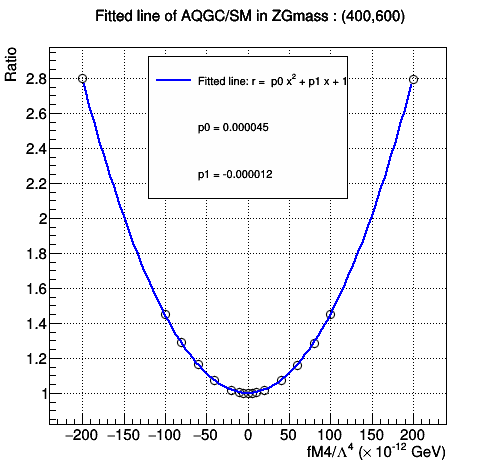 Fitted line of AQGC/SM in ZGmass : (400,600)
Ratio
Fitted line: r = p0 x² + p1 x + 1
p0 = 0.000045
p1 = -0.000012
2.8
2.6
2.4
2.2
2
1.8
1.6
1.4
1.2
1
−200 −150 −100 −50 0 50 100 150 200
fM4/Λ⁴ (× 10⁻¹² GeV)